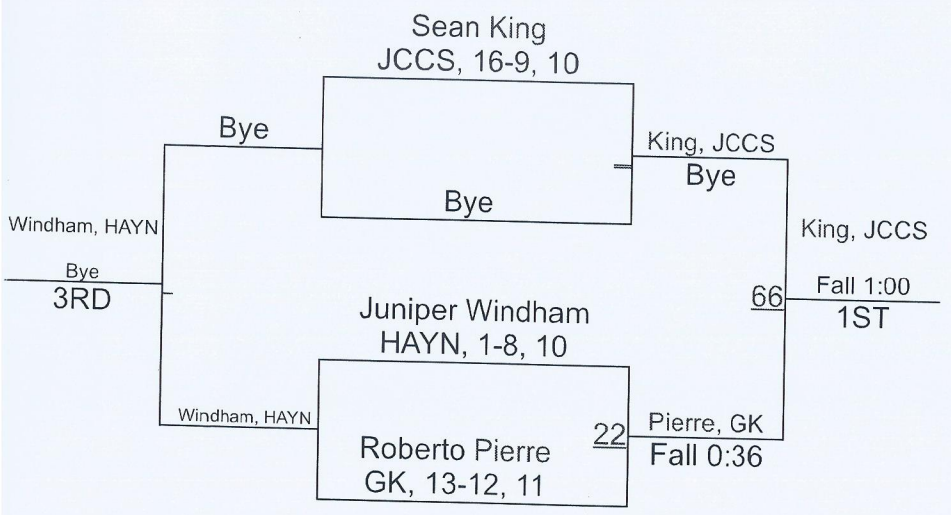 Sean King
JCCS, 16-9, 10
Bye
King, JCCS
Bye
Bye
Windham, HAYN
King, JCCS
Bye
3RD
66
Fall 1:00
1ST
Juniper Windham
HAYN, 1-8, 10
Windham, HAYN
22
Pierre, GK
Fall 0:36
Roberto Pierre
GK, 13-12, 11